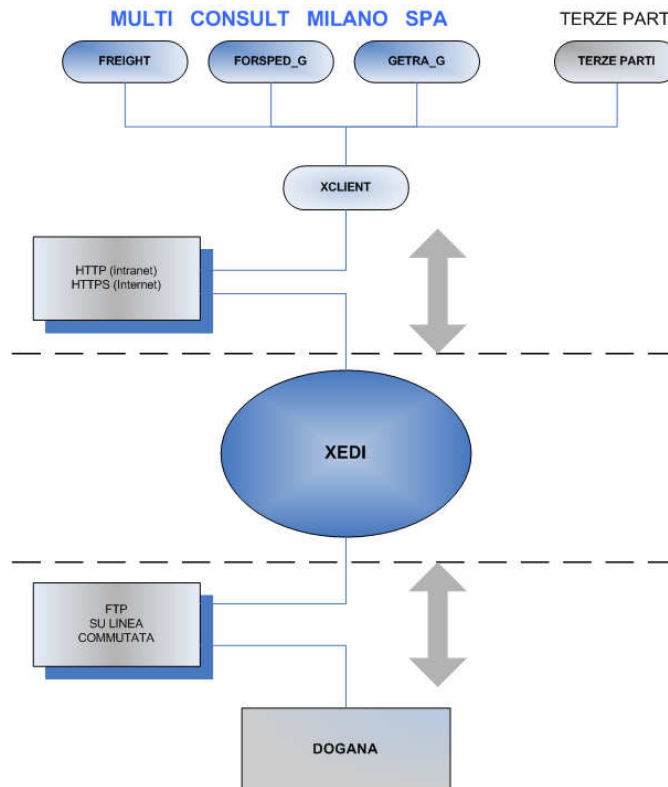 MULTI CONSULT MILANO SPA
TERZE PARTI
FREIGHT
FORSPED_G
GETRA_G
TERZE PARTI
XCLIENT
HTTP (intranet)
HTTPS (Internet)
XEDI
FTP
SU LINEA
COMMUTATA
DOGANA